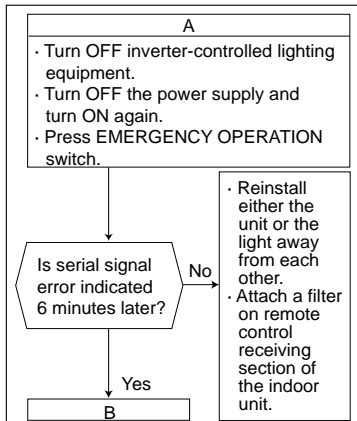 A
· Turn OFF inverter-controlled lighting
equipment.
· Turn OFF the power supply and
turn ON again.
· Press EMERGENCY OPERATION
switch.
Is serial signal
error indicated
6 minutes later?
No
· Reinstall
either the
unit or the
light away
from each
other.
· Attach a filter
on remote
control
receiving
section of
the indoor
unit.
Yes
B